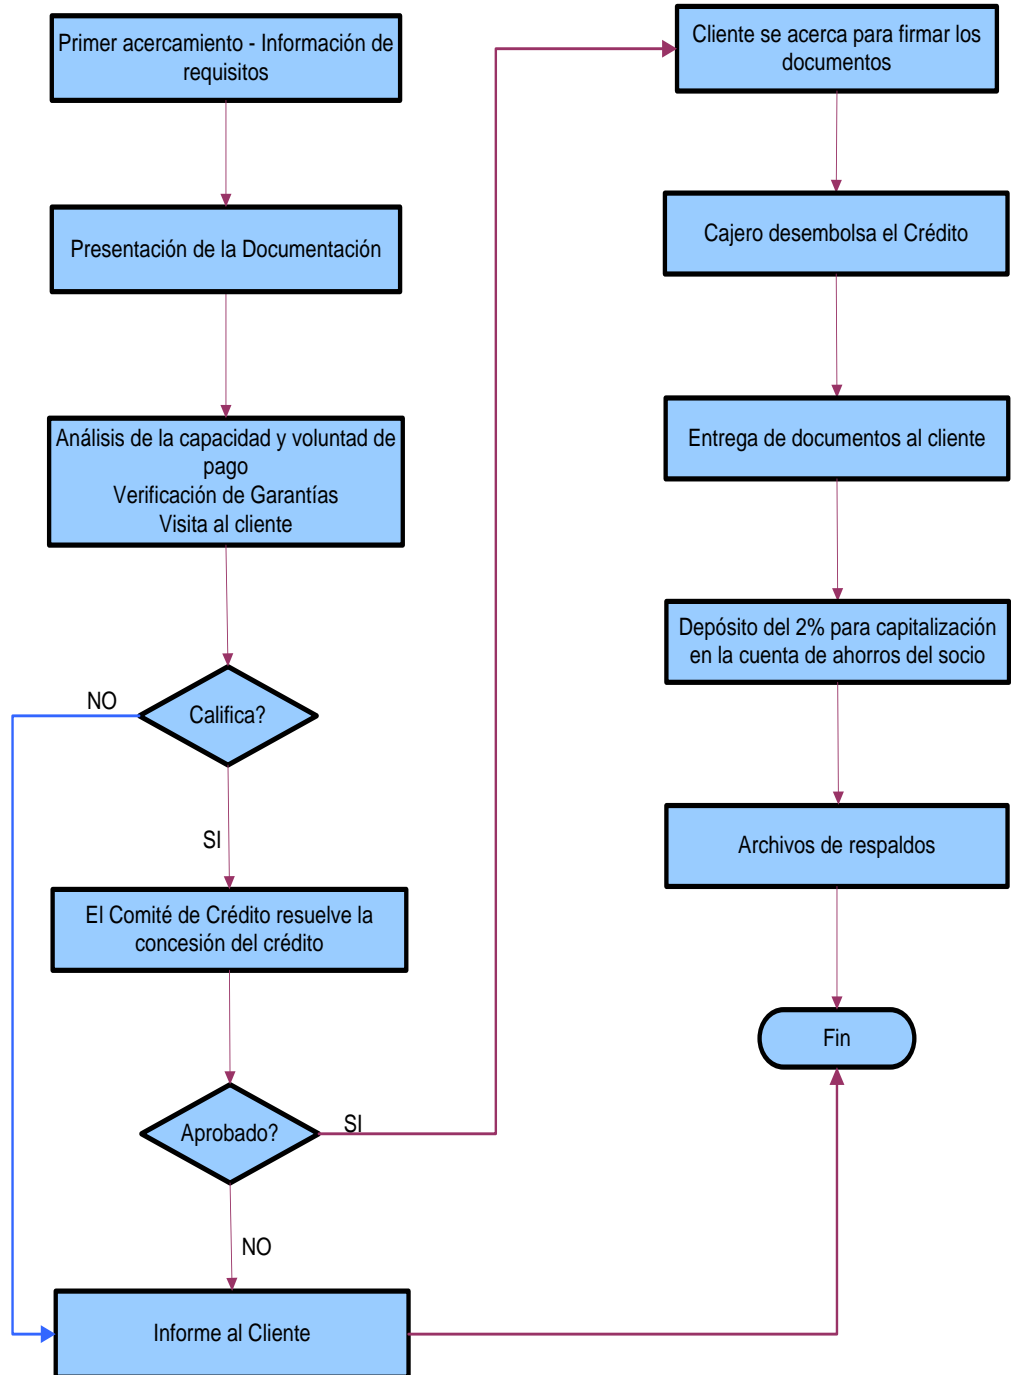 Primer acercamiento - Información de
requisitos
Presentación de la Documentación
Análisis de la capacidad y voluntad de
pago
Verificación de Garantías
Visita al cliente
Califica?
NO
SI
El Comité de Crédito resuelve la
concesión del crédito
Aprobado?
SI
NO
Informe al Cliente
Cliente se acerca para firmar los
documentos
Cajero desembolsa el Crédito
Entrega de documentos al cliente
Depósito del 2% para capitalización
en la cuenta de ahorros del socio
Archivos de respaldos
Fin